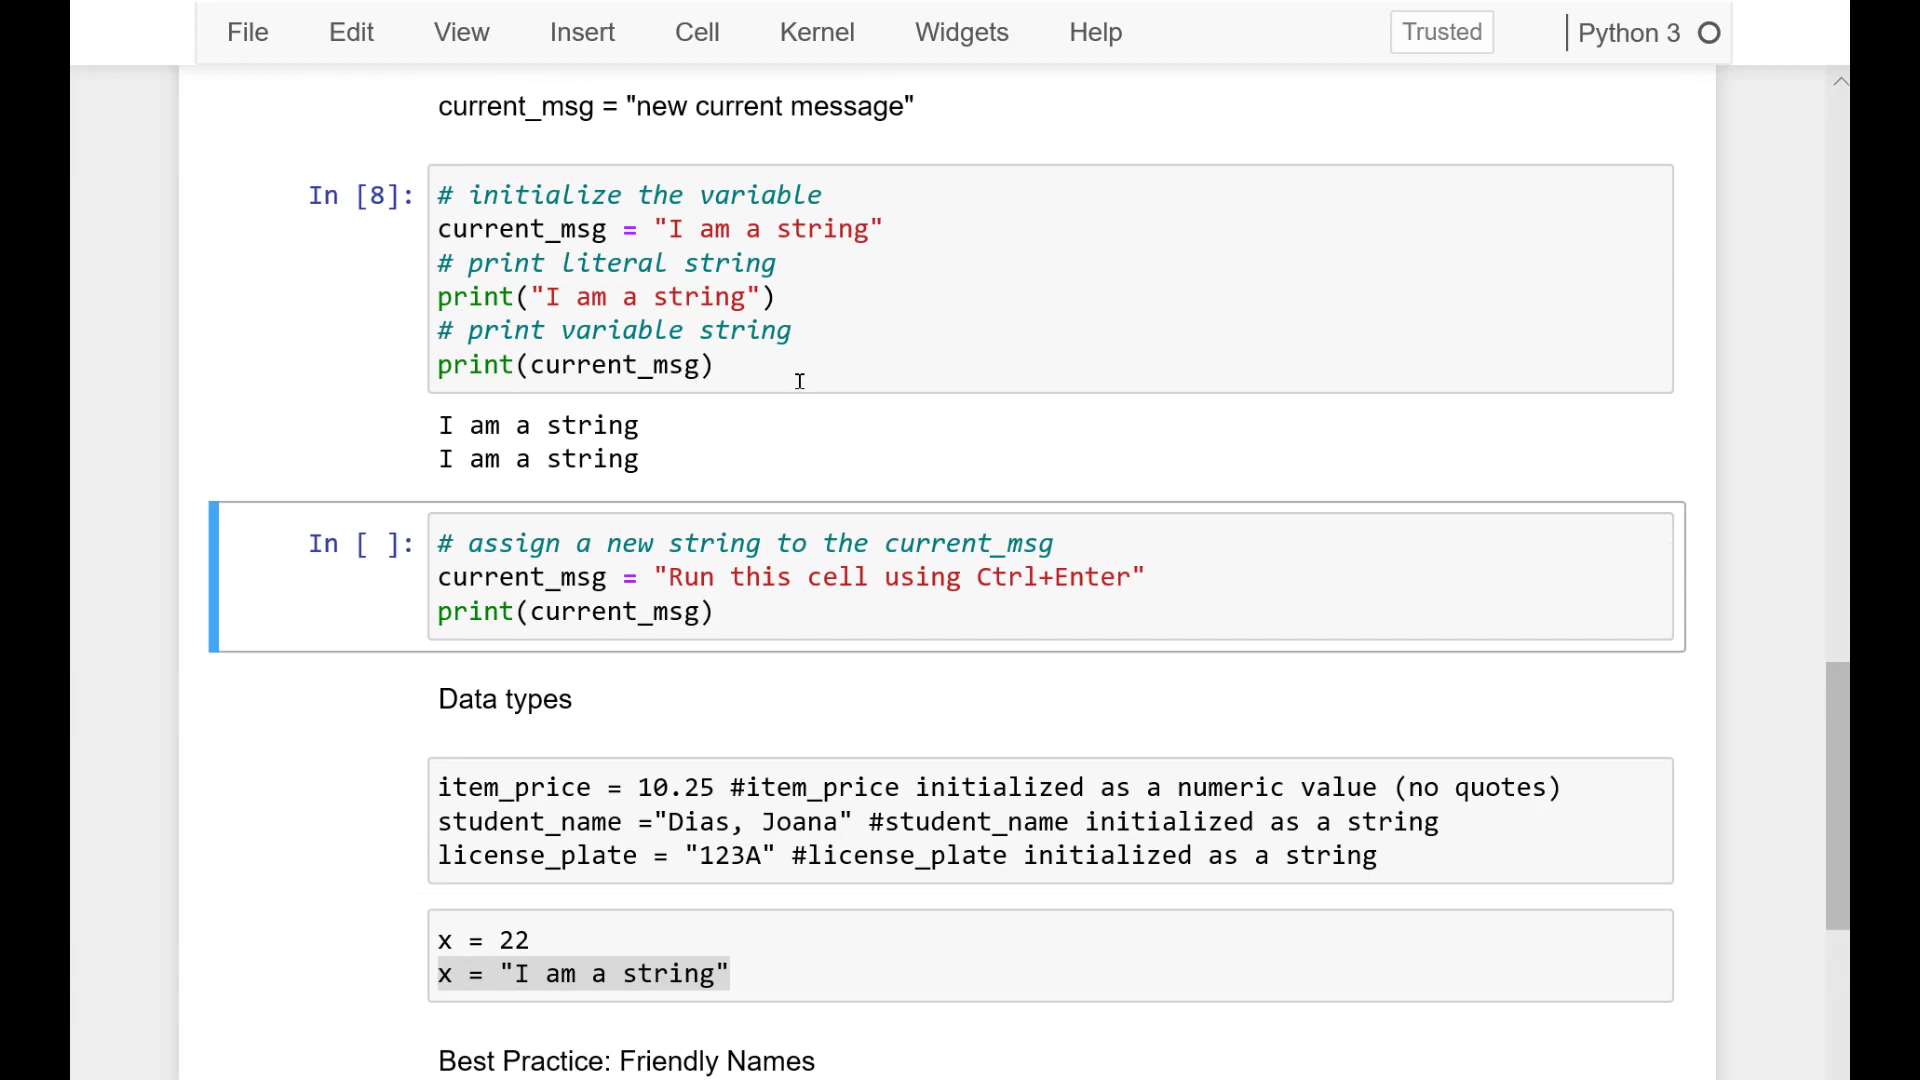 File Edit View Insert Cell Kernel Widgets Help Trusted Python 3
current_msg = "new current message"
In [8]: # initialize the variable
current_msg = "I am a string"
# print literal string
print("I am a string")
# print variable string
print(current_msg)
I am a string
I am a string
In [ ]: # assign a new string to the current_msg
current_msg = "Run this cell using Ctrl+Enter"
print(current_msg)
Data types
item_price = 10.25 #item_price initialized as a numeric value (no quotes)
student_name ="Dias, Joana" #student_name initialized as a string
license_plate = "123A" #license_plate initialized as a string
x = 22
x = "I am a string"
Best Practice: Friendly Names